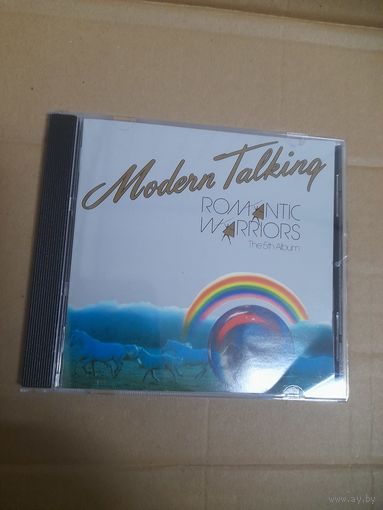 Modern Talking
ROMANTIC
WARRIORS
The 5th Album
www.ay.by